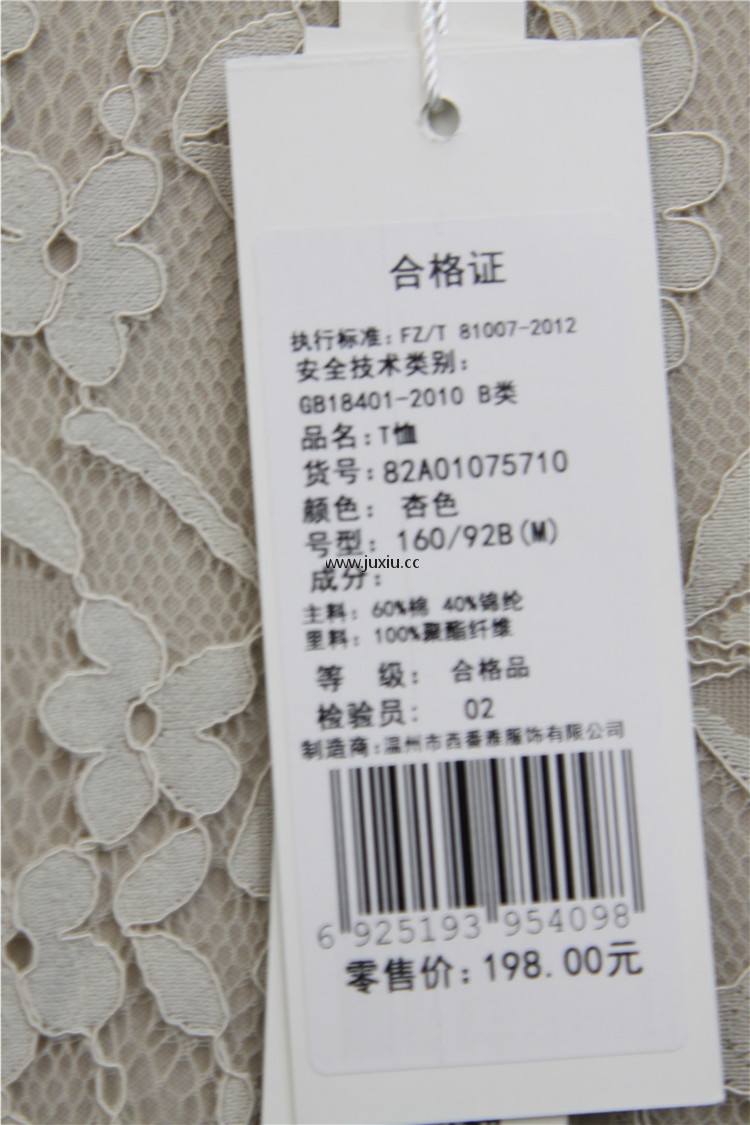 合格证
执行标准: FZ/T 81007-2012
安全技术类别:
GB18401-2010 B类
品名: T恤
货号: 82A01075710
颜色: 杏色
号型: 160/92B(M)
www.juxiu.cc
成分:
主料: 60%棉 40%锦纶
里料: 100%聚酯纤维
等 级: 合格品
检验员: 02
制造商: 温州市西番雅服饰有限公司
6 925193 954098
零售价: 198.00元